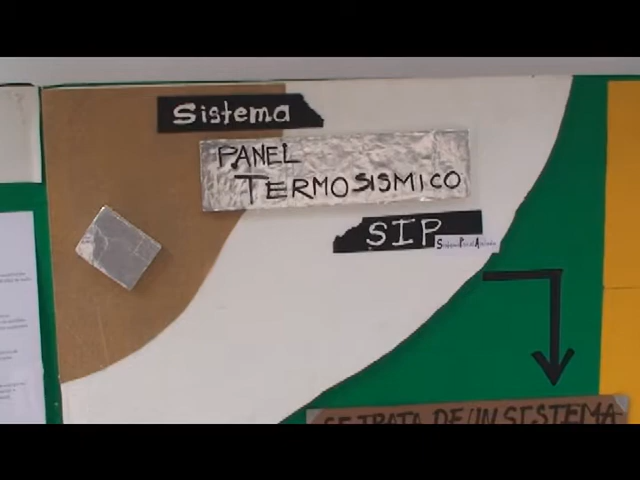 Sistema
PANEL
TERMOSISMICO
SIP
SE TRATA DE UN SISTEMA